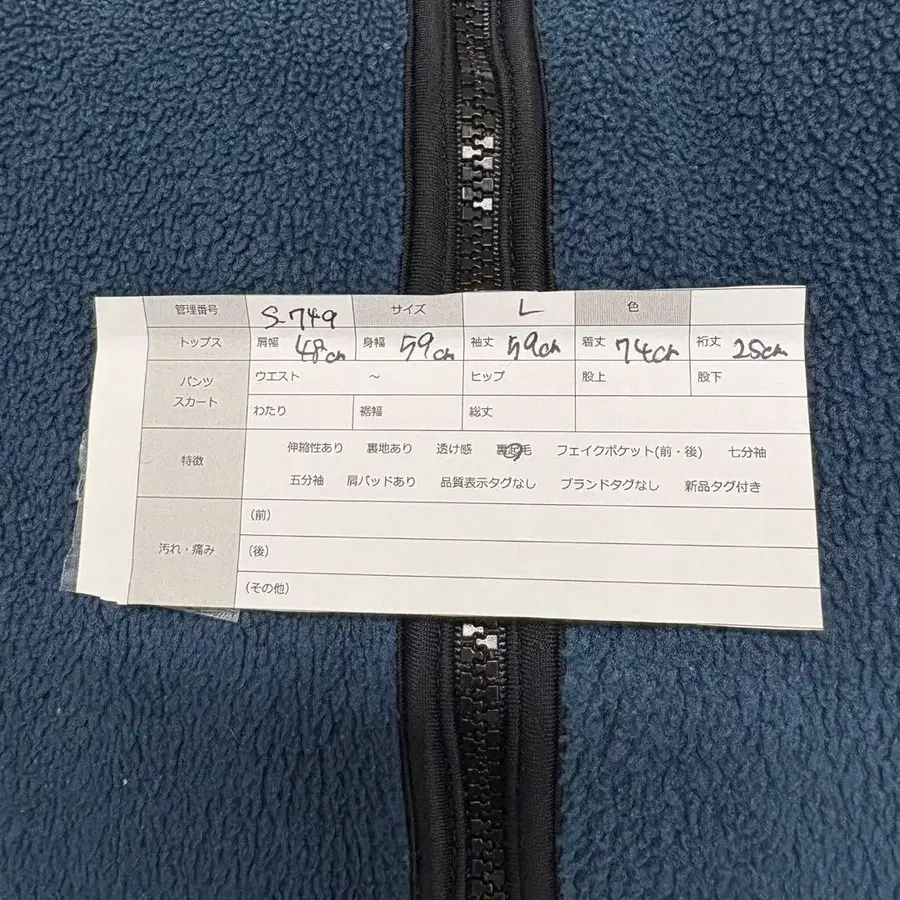 管理番号 S-749 サイズ L 色
トップス 肩幅 48cm 身幅 59cm 袖丈 59cm 着丈 74cm 裄丈 25cm
パンツ スカート ウエスト ～ ヒップ 股上 股下
わたり 裾幅 総丈
特徴 伸縮性あり 裏地あり 透け感 裏起毛 フェイクポケット(前・後) 七分袖
五分袖 肩パッドあり 品質表示タグなし ブランドタグなし 新品タグ付き
汚れ・痛み (前)
(後)
(その他)